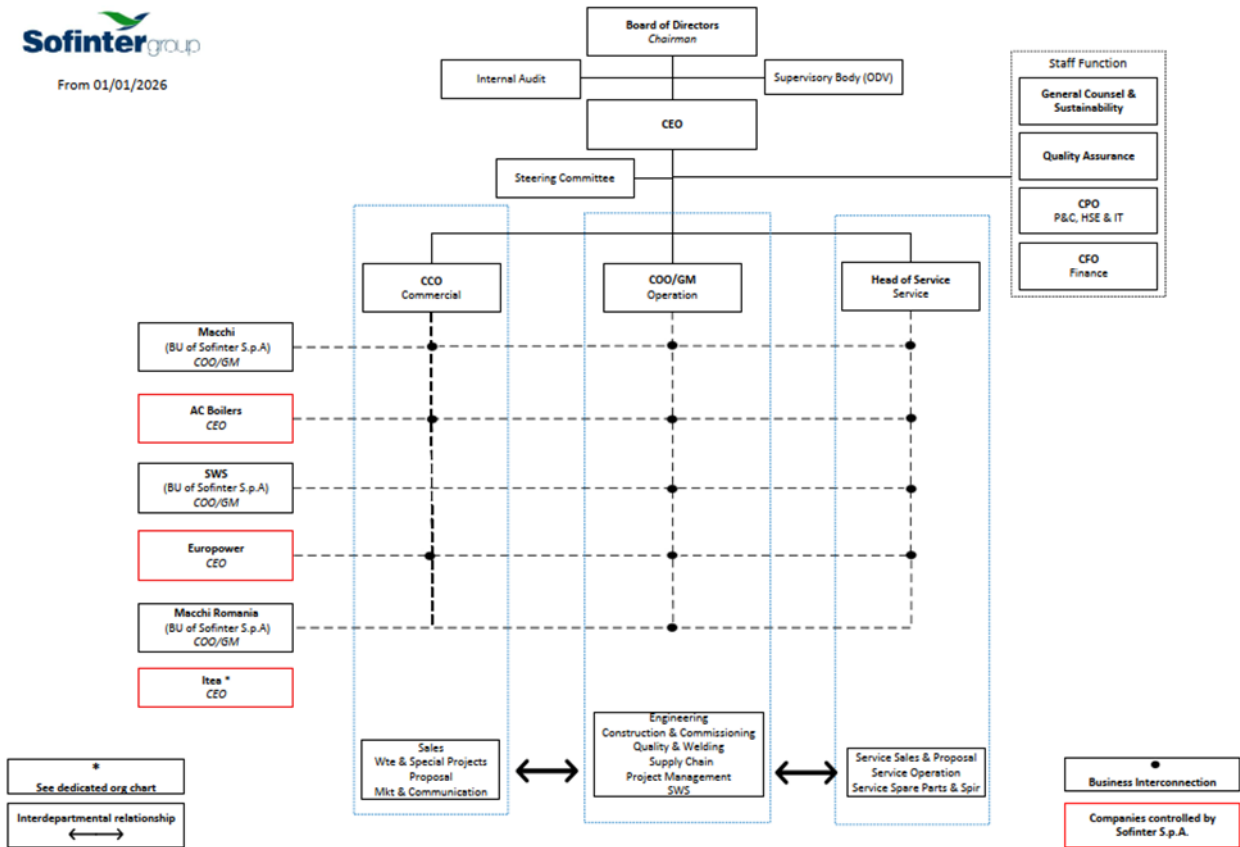 Sofintergroup
From 01/01/2026
Board of Directors
Chairman
Internal Audit
Supervisory Body (ODV)
CEO
Steering Committee
Staff Function
General Counsel &
Sustainability
Quality Assurance
CPO
P&C, HSE & IT
CFO
Finance
CCO
Commercial
COO/GM
Operation
Head of Service
Service
Macchi
(BU of Sofinter S.p.A)
COO/GM
AC Boilers
CEO
SWS
(BU of Sofinter S.p.A)
COO/GM
Europower
CEO
Macchi Romania
(BU of Sofinter S.p.A)
COO/GM
Itea *
CEO
Sales
Wte & Special Projects
Proposal
Mkt & Communication
Engineering
Construction & Commissioning
Quality & Welding
Supply Chain
Project Management
SWS
Service Sales & Proposal
Service Operation
Service Spare Parts & Spir
*
See dedicated org chart
Interdepartmental relationship
Business Interconnection
Companies controlled by
Sofinter S.p.A.